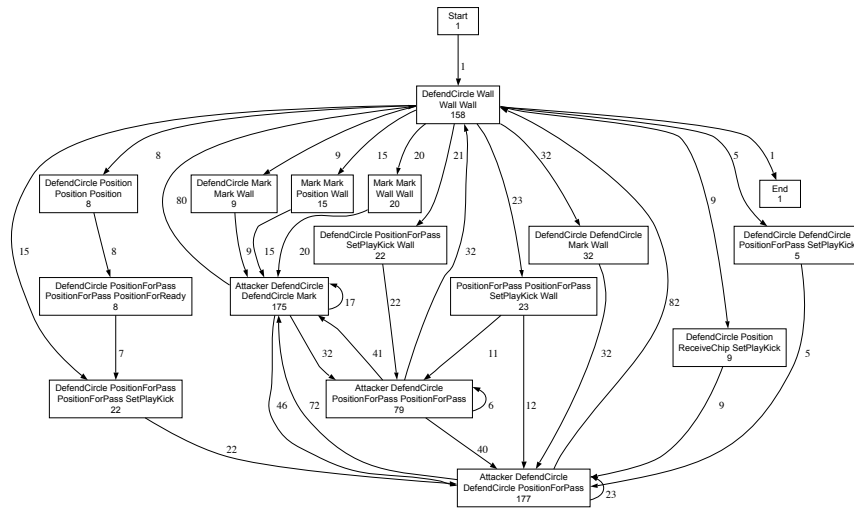 Start
1
1
DefendCircle Wall
Wall Wall
158
8
9
15
20
21
32
5
1
23
9
80
15
32
82
DefendCircle Position
Position Position
8
DefendCircle Mark
Mark Wall
9
Mark Mark
Position Wall
15
Mark Mark
Wall Wall
20
End
1
DefendCircle PositionForPass
SetPlayKick Wall
22
DefendCircle DefendCircle
Mark Wall
32
DefendCircle DefendCircle
PositionForPass SetPlayKick
5
8
9
15
20
22
DefendCircle PositionForPass
PositionForPass PositionForReady
8
Attacker DefendCircle
DefendCircle Mark
175
17
PositionForPass PositionForPass
SetPlayKick Wall
23
DefendCircle Position
ReceiveChip SetPlayKick
9
7
32
41
11
32
5
DefendCircle PositionForPass
PositionForPass SetPlayKick
22
46
72
Attacker DefendCircle
PositionForPass PositionForPass
79
6
12
9
22
40
Attacker DefendCircle
DefendCircle PositionForPass
177
23